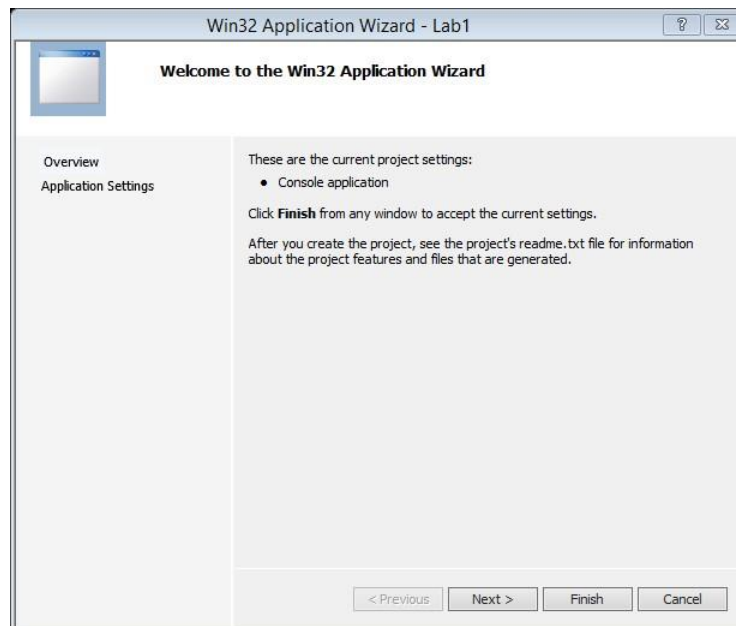 Win32 Application Wizard - Lab1
Welcome to the Win32 Application Wizard
Overview
Application Settings
These are the current project settings:
• Console application
Click Finish from any window to accept the current settings.
After you create the project, see the project's readme.txt file for information
about the project features and files that are generated.
< Previous
Next >
Finish
Cancel